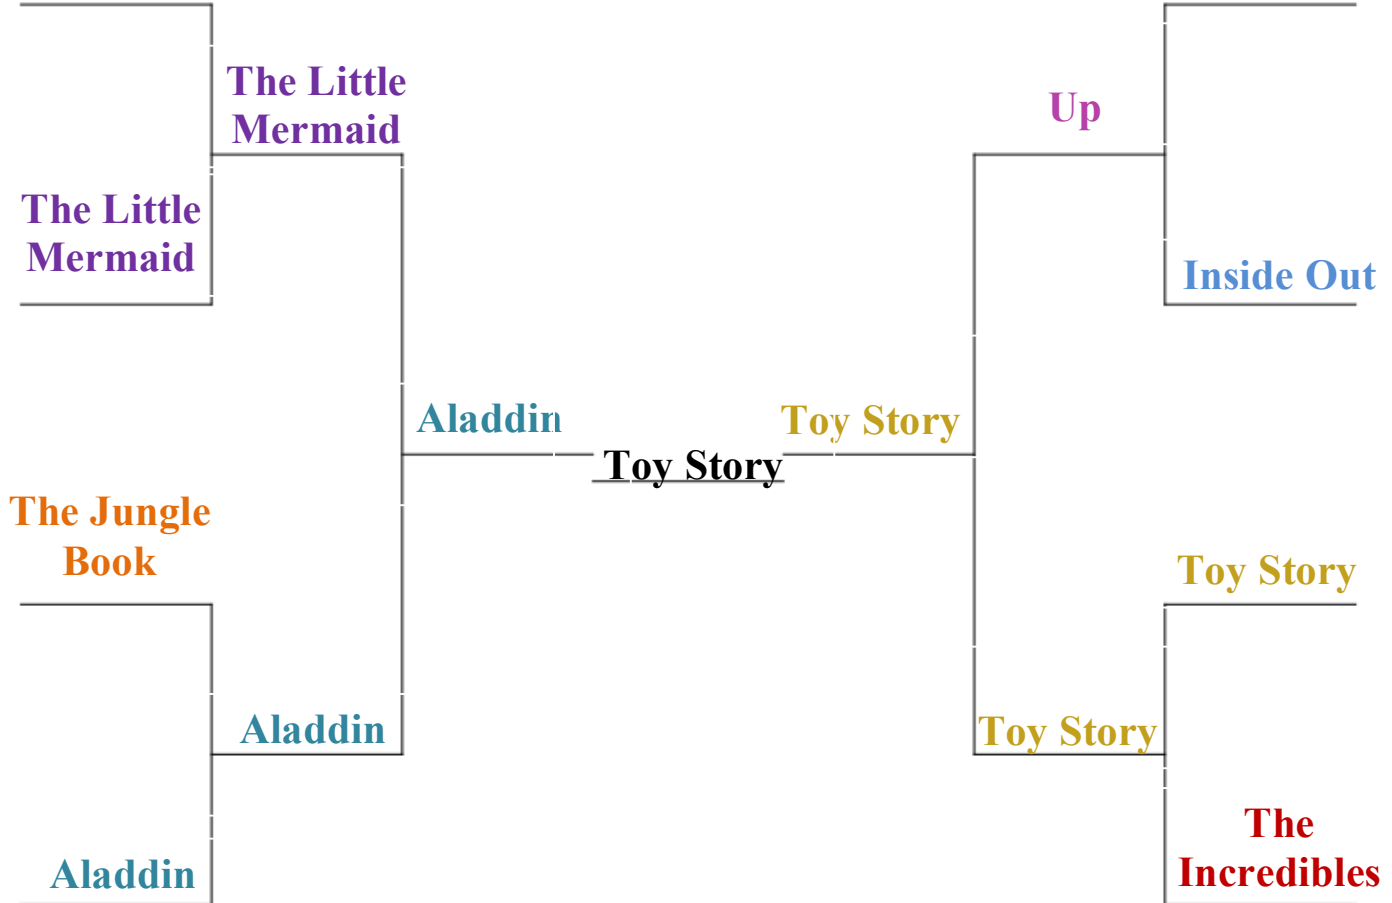 The Little
Mermaid
The Little
Mermaid
The Jungle
Book
Aladdin
Aladdin
Aladdin
Toy Story
Toy Story
Up
Inside Out
Toy Story
Toy Story
The
Incredibles